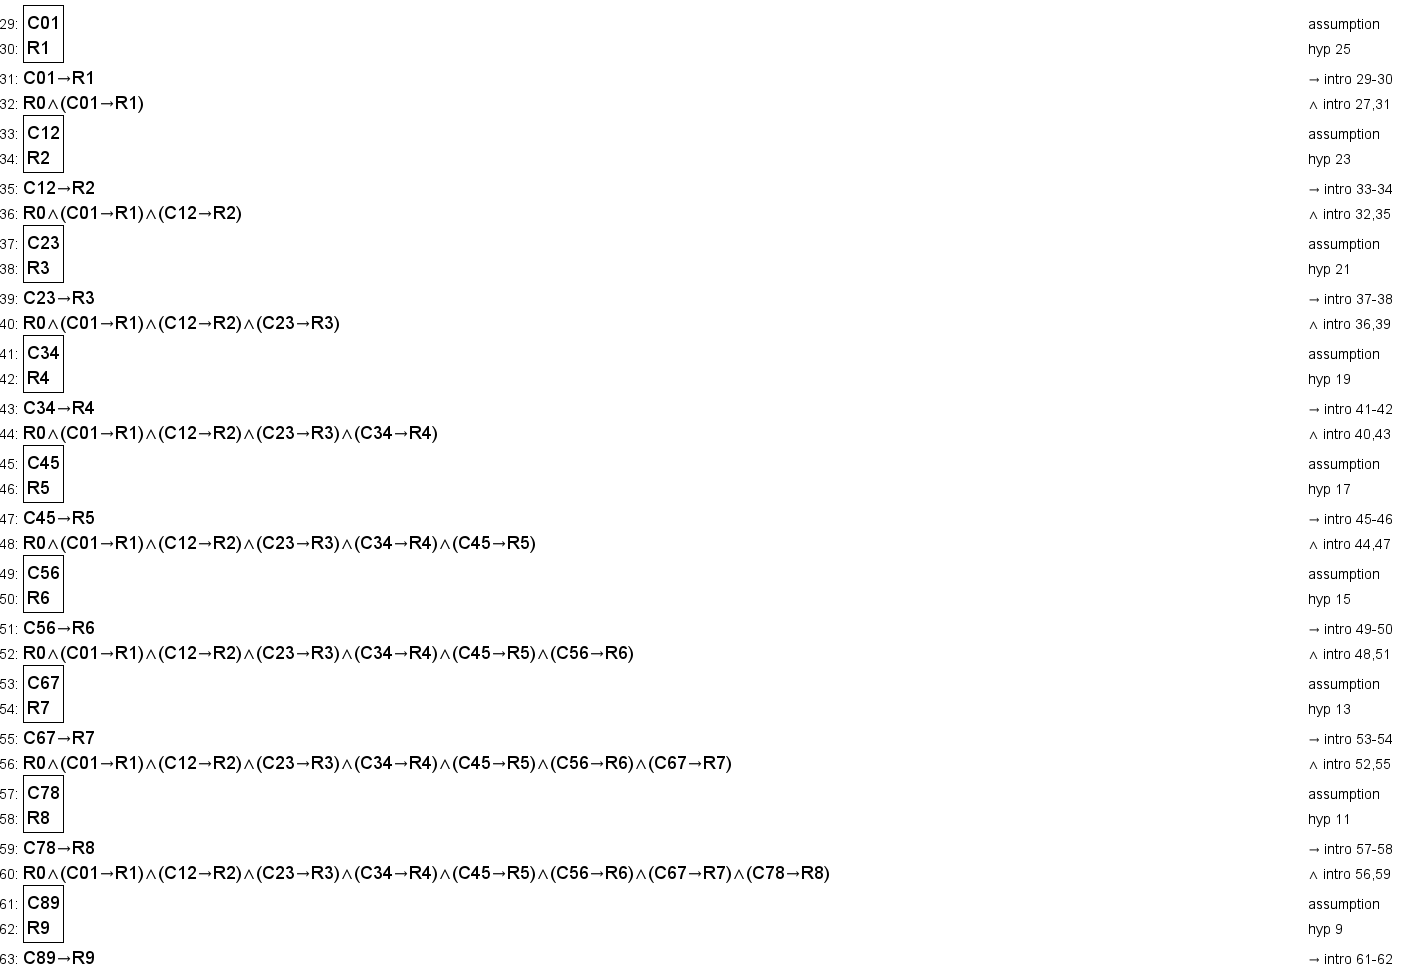 29: C01 assumption
30: R1 hyp 25
31: C01→R1 → intro 29-30
32: R0∧(C01→R1) ∧ intro 27,31
33: C12 assumption
34: R2 hyp 23
35: C12→R2 → intro 33-34
36: R0∧(C01→R1)∧(C12→R2) ∧ intro 32,35
37: C23 assumption
38: R3 hyp 21
39: C23→R3 → intro 37-38
40: R0∧(C01→R1)∧(C12→R2)∧(C23→R3) ∧ intro 36,39
41: C34 assumption
42: R4 hyp 19
43: C34→R4 → intro 41-42
44: R0∧(C01→R1)∧(C12→R2)∧(C23→R3)∧(C34→R4) ∧ intro 40,43
45: C45 assumption
46: R5 hyp 17
47: C45→R5 → intro 45-46
48: R0∧(C01→R1)∧(C12→R2)∧(C23→R3)∧(C34→R4)∧(C45→R5) ∧ intro 44,47
49: C56 assumption
50: R6 hyp 15
51: C56→R6 → intro 49-50
52: R0∧(C01→R1)∧(C12→R2)∧(C23→R3)∧(C34→R4)∧(C45→R5)∧(C56→R6) ∧ intro 48,51
53: C67 assumption
54: R7 hyp 13
55: C67→R7 → intro 53-54
56: R0∧(C01→R1)∧(C12→R2)∧(C23→R3)∧(C34→R4)∧(C45→R5)∧(C56→R6)∧(C67→R7) ∧ intro 52,55
57: C78 assumption
58: R8 hyp 11
59: C78→R8 → intro 57-58
60: R0∧(C01→R1)∧(C12→R2)∧(C23→R3)∧(C34→R4)∧(C45→R5)∧(C56→R6)∧(C67→R7)∧(C78→R8) ∧ intro 56,59
61: C89 assumption
62: R9 hyp 9
63: C89→R9 → intro 61-62